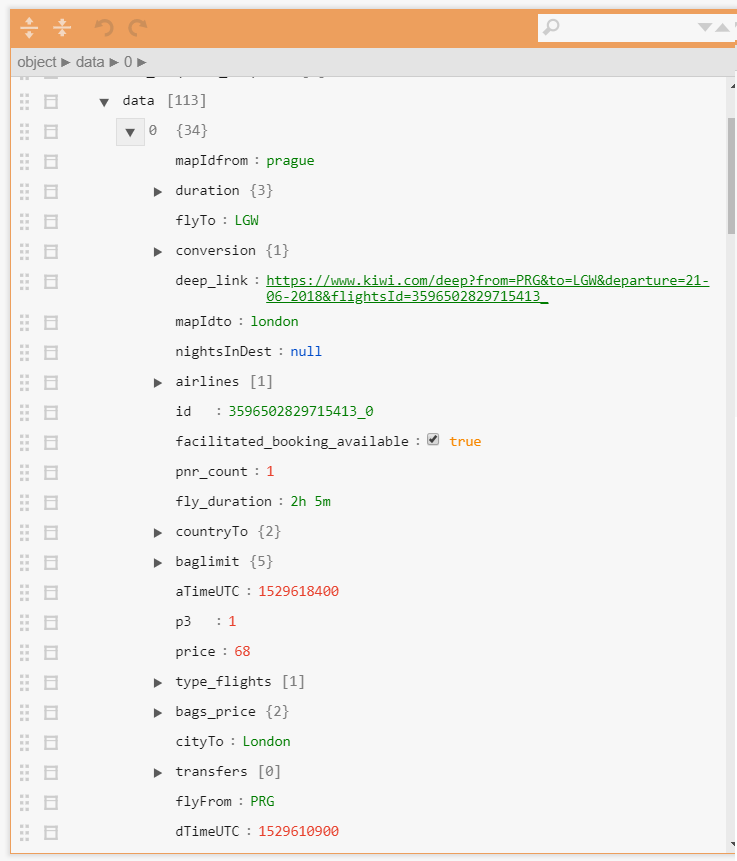 object ► data ► 0 ►
data [113]
0 {34}
mapIdfrom : prague
duration {3}
flyTo : LGW
conversion {1}
deep_link : https://www.kiwi.com/deep?from=PRG&to=LGW&departure=21-
06-2018&flightsId=3596502829715413_
mapIdto : london
nightsInDest : null
airlines [1]
id : 3596502829715413_0
facilitated_booking_available : true
pnr_count : 1
fly_duration : 2h 5m
countryTo {2}
baglimit {5}
aTimeUTC : 1529618400
p3 : 1
price : 68
type_flights [1]
bags_price {2}
cityTo : London
transfers [0]
flyFrom : PRG
dTimeUTC : 1529610900